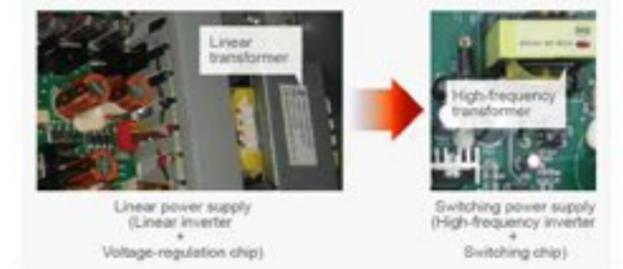 Linear
transformer
High-frequency
transformer
Linear power supply
(Linear inverter
+
Voltage-regulation chip)
Switching power supply
(High-frequency inverter
+
Switching chip)